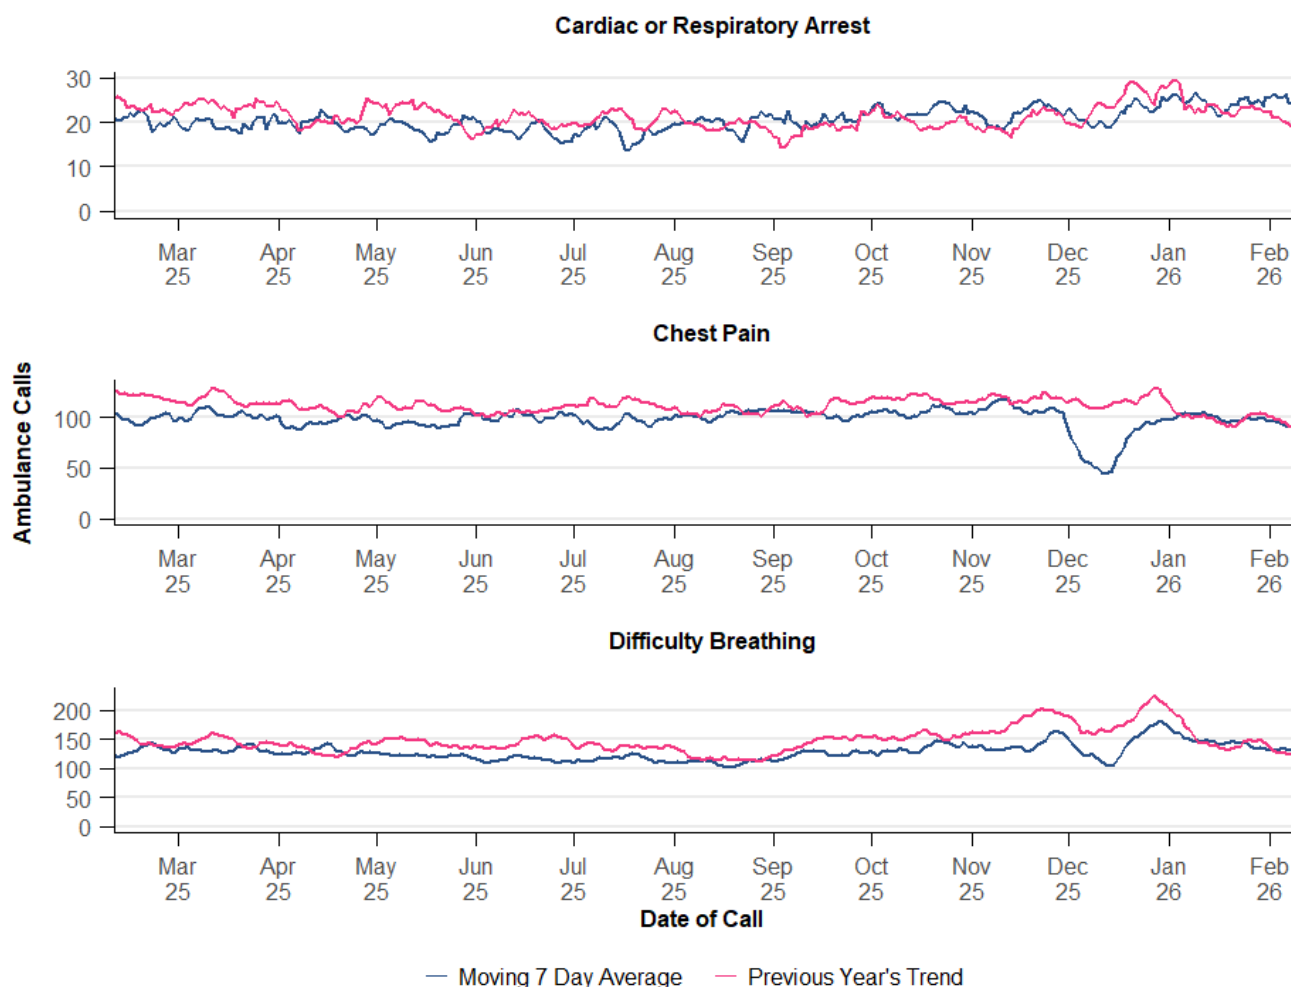 Cardiac or Respiratory Arrest
30
20
10
0
Mar Apr May Jun Jul Aug Sep Oct Nov Dec Jan Feb
25 25 25 25 25 25 25 25 25 25 26 26
Chest Pain
Ambulance Calls
100
50
0
Mar Apr May Jun Jul Aug Sep Oct Nov Dec Jan Feb
25 25 25 25 25 25 25 25 25 25 26 26
Difficulty Breathing
200
150
100
50
0
Mar Apr May Jun Jul Aug Sep Oct Nov Dec Jan Feb
25 25 25 25 25 25 25 25 25 25 26 26
Date of Call
Moving 7 Day Average Previous Year's Trend